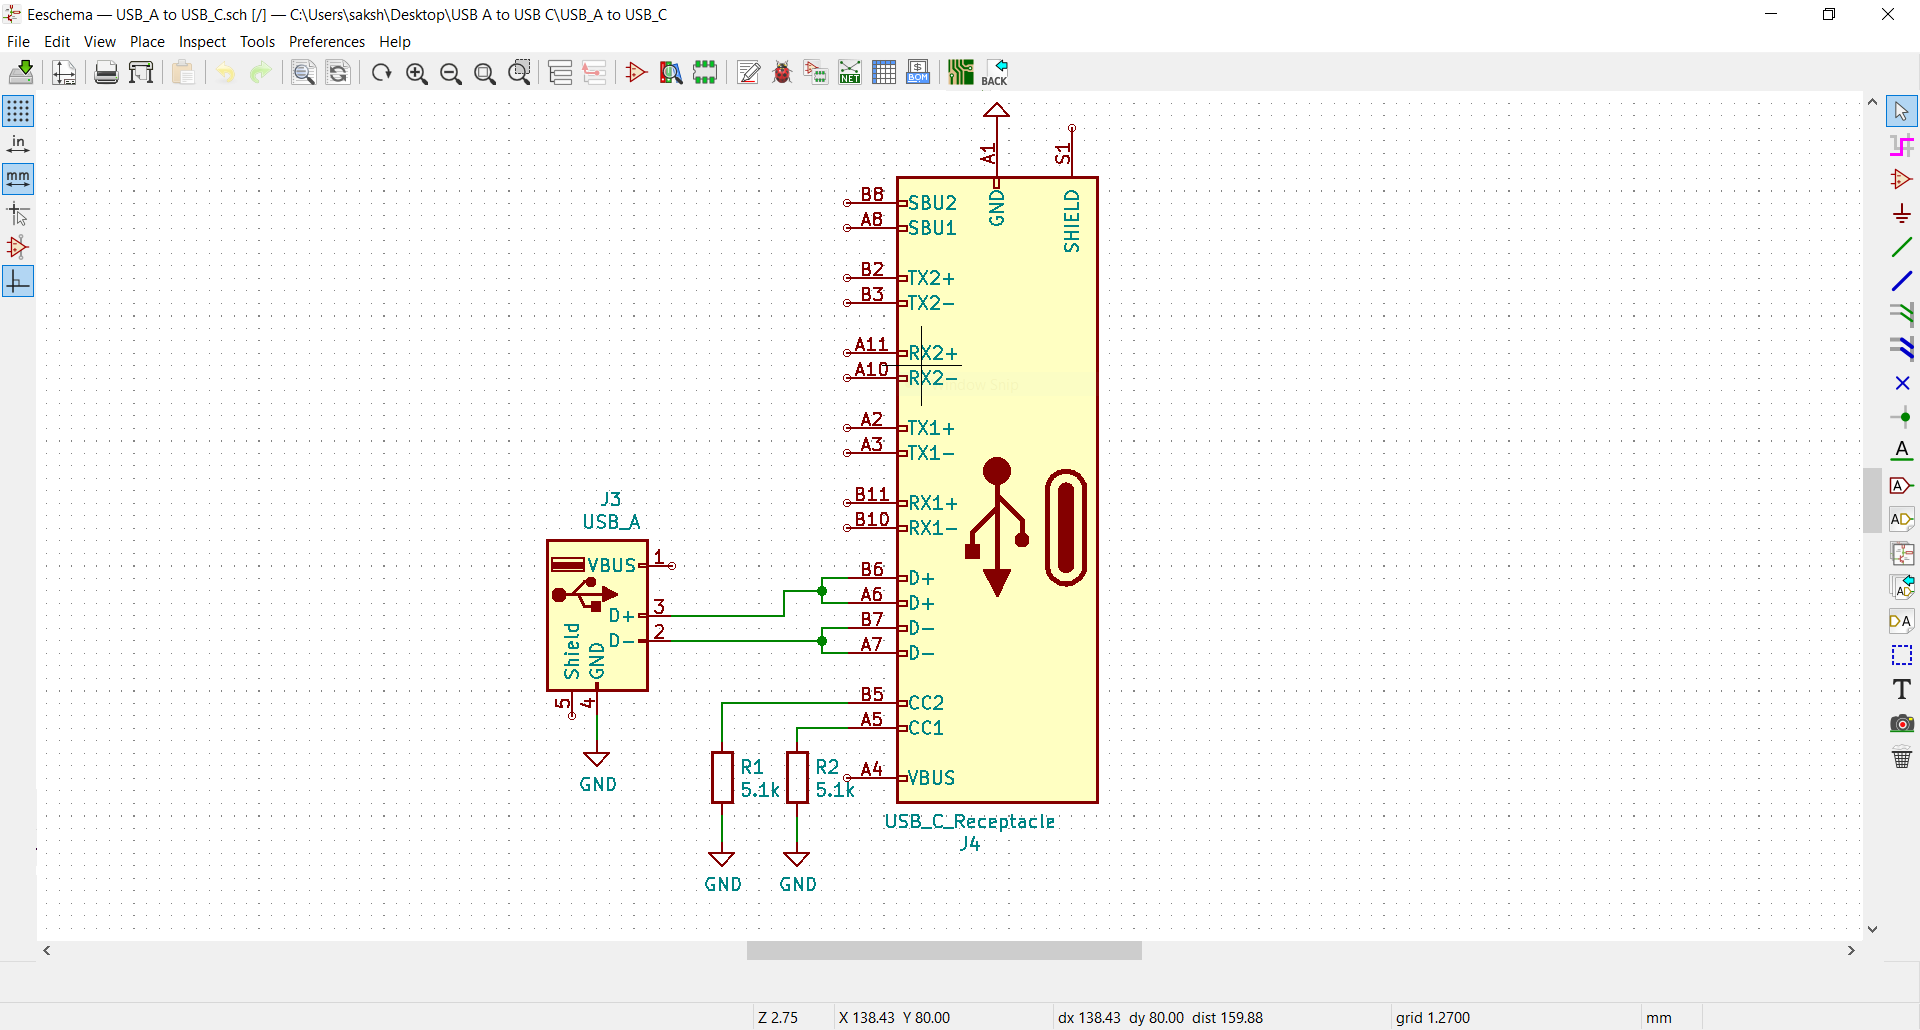 Eeschema — USB_A to USB_C.sch [/] — C:\Users\saksh\Desktop\USB A to USB C\USB_A to USB_C
File Edit View Place Inspect Tools Preferences Help
NET
$
BOM
BACK
in
mm
A1
S1
GND
SHIELD
B8 SBU2
A8 SBU1
B2 TX2+
B3 TX2-
A11 RX2+
A10 RX2-
A2 TX1+
A3 TX1-
B11 RX1+
B10 RX1-
B6 D+
A6 D+
B7 D-
A7 D-
B5 CC2
A5 CC1
A4 VBUS
USB_C_Receptacle
J4
J3
USB_A
VBUS 1
D+ 3
D- 2
Shield
GND
5
4
GND
R1
5.1k
R2
5.1k
GND
GND
A
A
AD
AD
DA
T
Z 2.75
X 138.43 Y 80.00
dx 138.43 dy 80.00 dist 159.88
grid 1.2700
mm